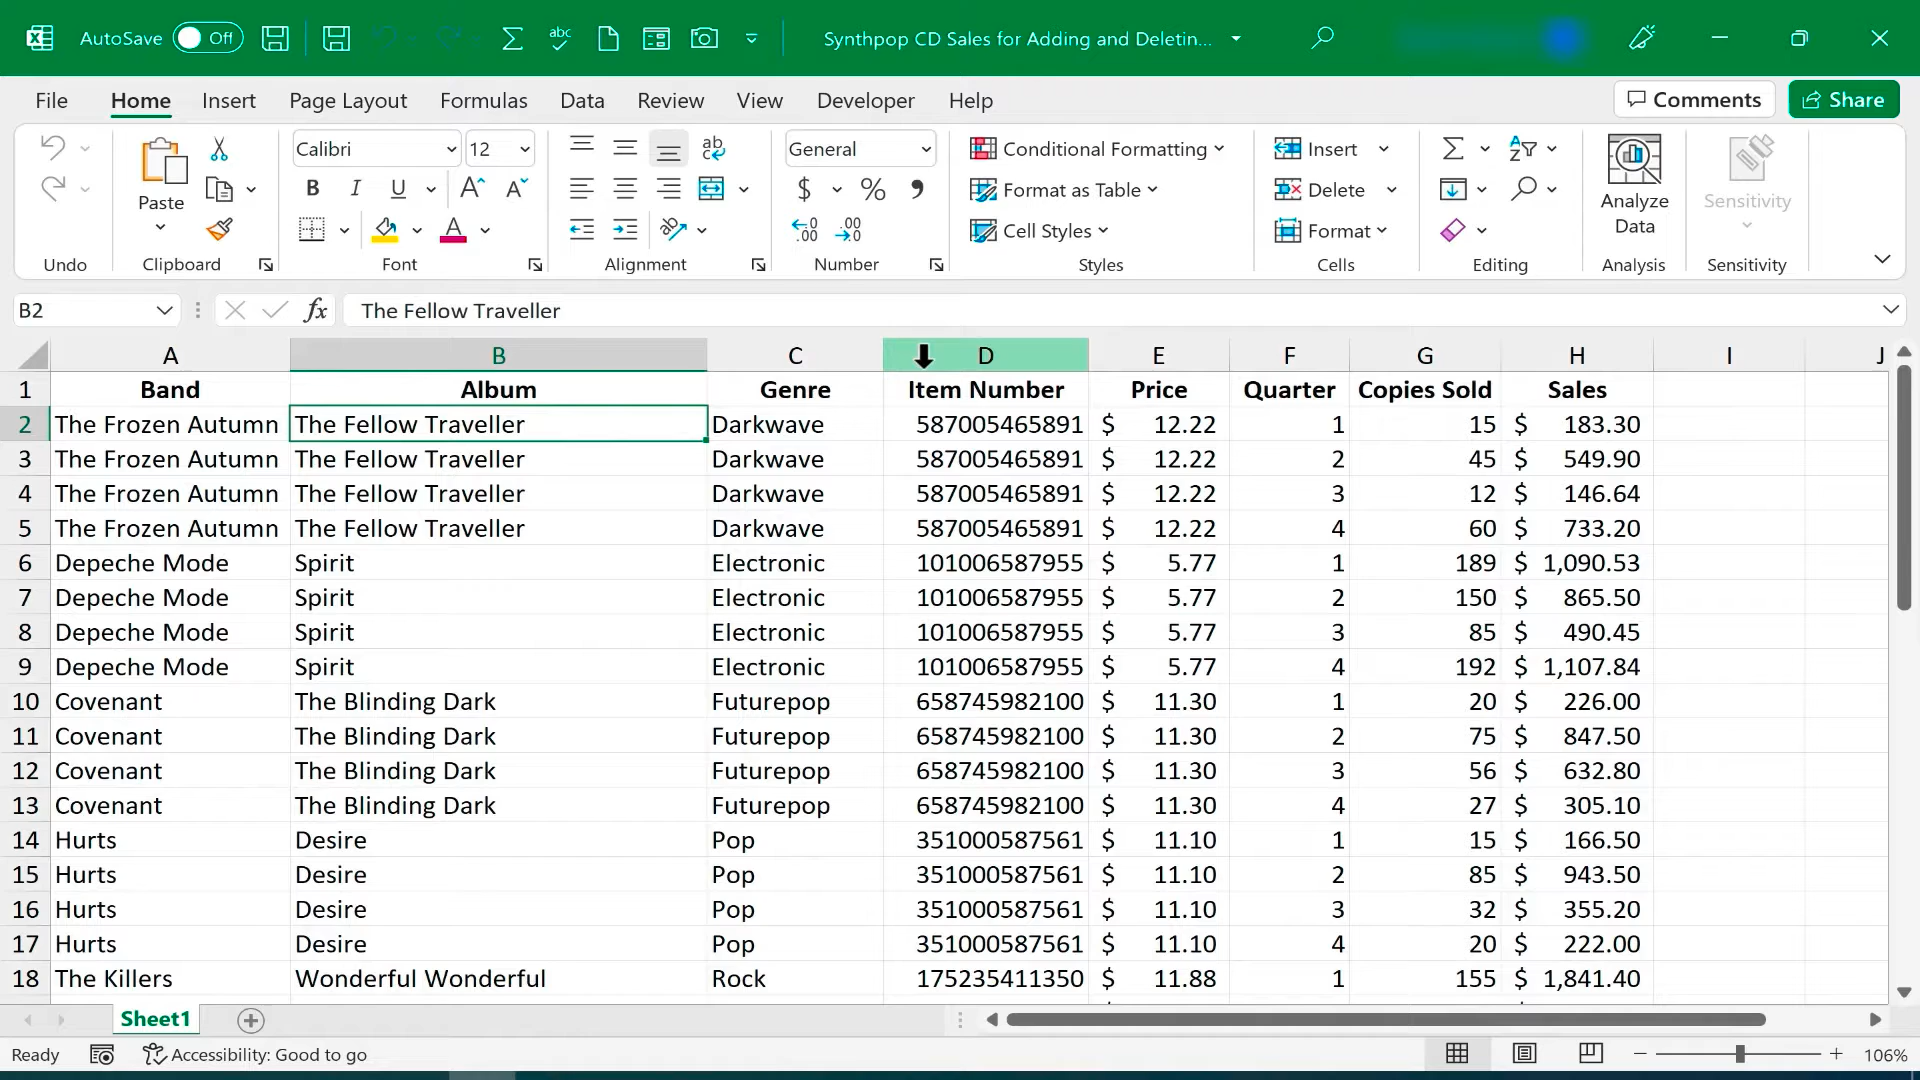 AutoSave Off Synthpop CD Sales for Adding and Deletin...
File Home Insert Page Layout Formulas Data Review View Developer Help Comments Share
Calibri 12 General Conditional Formatting Insert
Paste Format as Table Delete Analyze Data Sensitivity
Cell Styles Format
Undo Clipboard Font Alignment Number Styles Cells Editing Analysis Sensitivity
B2 fx The Fellow Traveller
A B C D E F G H I J
1 Band Album Genre Item Number Price Quarter Copies Sold Sales
2 The Frozen Autumn The Fellow Traveller Darkwave 587005465891 $ 12.22 1 15 $ 183.30
3 The Frozen Autumn The Fellow Traveller Darkwave 587005465891 $ 12.22 2 45 $ 549.90
4 The Frozen Autumn The Fellow Traveller Darkwave 587005465891 $ 12.22 3 12 $ 146.64
5 The Frozen Autumn The Fellow Traveller Darkwave 587005465891 $ 12.22 4 60 $ 733.20
6 Depeche Mode Spirit Electronic 101006587955 $ 5.77 1 189 $ 1,090.53
7 Depeche Mode Spirit Electronic 101006587955 $ 5.77 2 150 $ 865.50
8 Depeche Mode Spirit Electronic 101006587955 $ 5.77 3 85 $ 490.45
9 Depeche Mode Spirit Electronic 101006587955 $ 5.77 4 192 $ 1,107.84
10 Covenant The Blinding Dark Futurepop 658745982100 $ 11.30 1 20 $ 226.00
11 Covenant The Blinding Dark Futurepop 658745982100 $ 11.30 2 75 $ 847.50
12 Covenant The Blinding Dark Futurepop 658745982100 $ 11.30 3 56 $ 632.80
13 Covenant The Blinding Dark Futurepop 658745982100 $ 11.30 4 27 $ 305.10
14 Hurts Desire Pop 351000587561 $ 11.10 1 15 $ 166.50
15 Hurts Desire Pop 351000587561 $ 11.10 2 85 $ 943.50
16 Hurts Desire Pop 351000587561 $ 11.10 3 32 $ 355.20
17 Hurts Desire Pop 351000587561 $ 11.10 4 20 $ 222.00
18 The Killers Wonderful Wonderful Rock 175235411350 $ 11.88 1 155 $ 1,841.40
Sheet1
Ready Accessibility: Good to go 106%